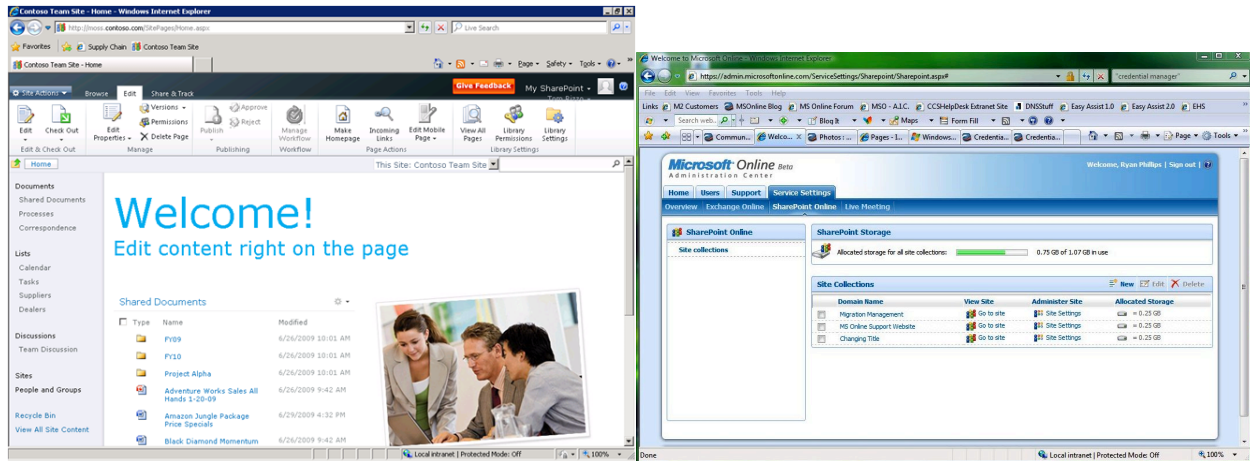 Contoso Team Site - Home - Windows Internet Explorer
http://moss.contoso.com/SitePages/Home.aspx
Live Search
Favorites Supply Chain Contoso Team Site
Contoso Team Site - Home
Page Safety Tools
Site Actions Browse Edit Share & Track
Give Feedback My SharePoint
Edit Check Out Edit Properties Versions Permissions Delete Page Publish Approve Reject Manage Workflow Make Homepage Incoming Links Edit Mobile Page View All Pages Library Permissions Library Settings
Edit & Check Out Manage Publishing Workflow Page Actions Library Settings
Home This Site: Contoso Team Site
Documents
Shared Documents
Processes
Correspondence
Lists
Calendar
Tasks
Suppliers
Dealers
Discussions
Team Discussion
Sites
People and Groups
Recycle Bin
View All Site Content
Welcome!
Edit content right on the page
Shared Documents
Type Name Modified
FY09 6/26/2009 10:01 AM
FY10 6/26/2009 10:01 AM
Project Alpha 6/26/2009 10:01 AM
Adventure Works Sales All 6/26/2009 9:42 AM
Hands 1-20-09
Amazon Jungle Package 6/29/2009 4:32 PM
Price Specials
Black Diamond Momentum 6/26/2009 9:42 AM
Local intranet | Protected Mode: Off 100%
Welcome to Microsoft Online - Windows Internet Explorer
https://admin.microsoftonline.com/ServiceSettings/Sharepoint/Sharepoint.aspx# "credential manager"
File Edit View Favorites Tools Help
Links M2 Customers MSOnline Blog MS Online Forum MSO - A.I.C. CCSHelpDesk Extranet Site DNSStuff Easy Assist 1.0 Easy Assist 2.0 EHS
Search web... Blog It Maps Form Fill
Commun... Welco... Photos: ... Pages - 1... Windows... Credentia... Credentia... Page Tools
Microsoft Online Beta
Administration Center
Welcome, Ryan Phillips | Sign out |
Home Users Support Service Settings
Overview Exchange Online SharePoint Online Live Meeting
SharePoint Online
Site collections
SharePoint Storage
Allocated storage for all site collections: 0.75 GB of 1.07 GB in use
Site Collections New Edit Delete
Domain Name View Site Administer Site Allocated Storage
Migration Management Go to site Site Settings = 0.25 GB
MS Online Support Website Go to site Site Settings = 0.25 GB
Changing Title Go to site Site Settings = 0.25 GB
Done Local intranet | Protected Mode: Off 100%